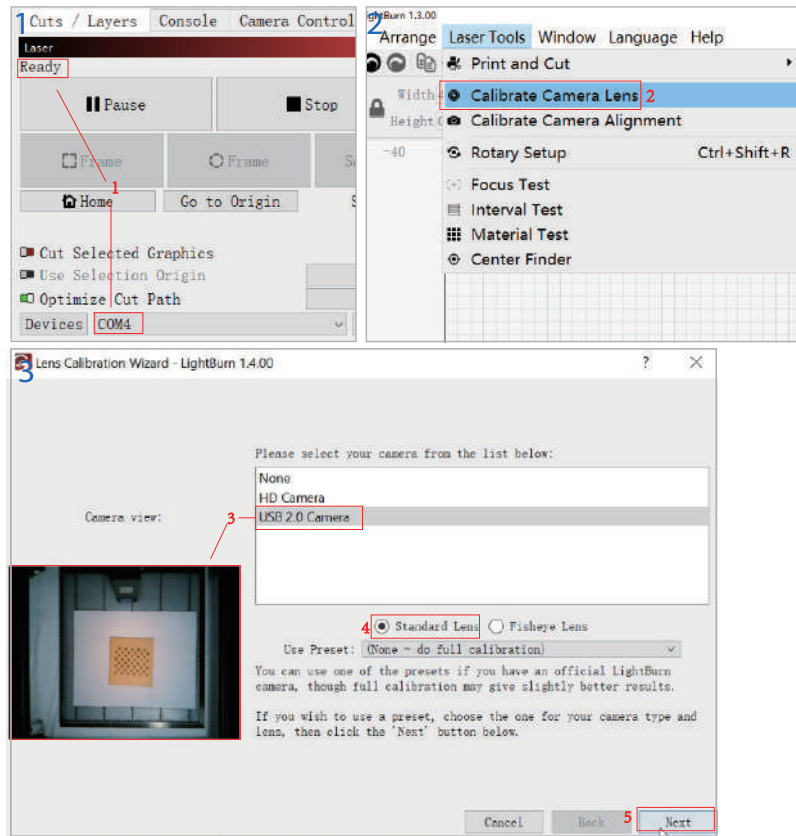 1
Cuts / Layers Console Camera Control
Laser
Ready
Pause
Stop
Frame
Frame
1
Home
Go to Origin
Cut Selected Graphics
Use Selection Origin
Optimize Cut Path
Devices COM4
2
LightBurn 1.3.00
Arrange Laser Tools Window Language Help
Print and Cut
Width
Calibrate Camera Lens 2
Height
Calibrate Camera Alignment
-40
Rotary Setup Ctrl+Shift+R
Focus Test
Interval Test
Material Test
Center Finder
3
Lens Calibration Wizard - LightBurn 1.4.00 ?
Please select your camera from the list below:
None
HD Camera
Camera view:
3 USB 2.0 Camera
4 Standard Lens Fisheye Lens
Use Preset: (None - do full calibration)
You can use one of the presets if you have an official LightBurn
camera, though full calibration may give slightly better results.
If you wish to use a preset, choose the one for your camera type and
lens, then click the 'Next' button below.
Cancel Back 5 Next